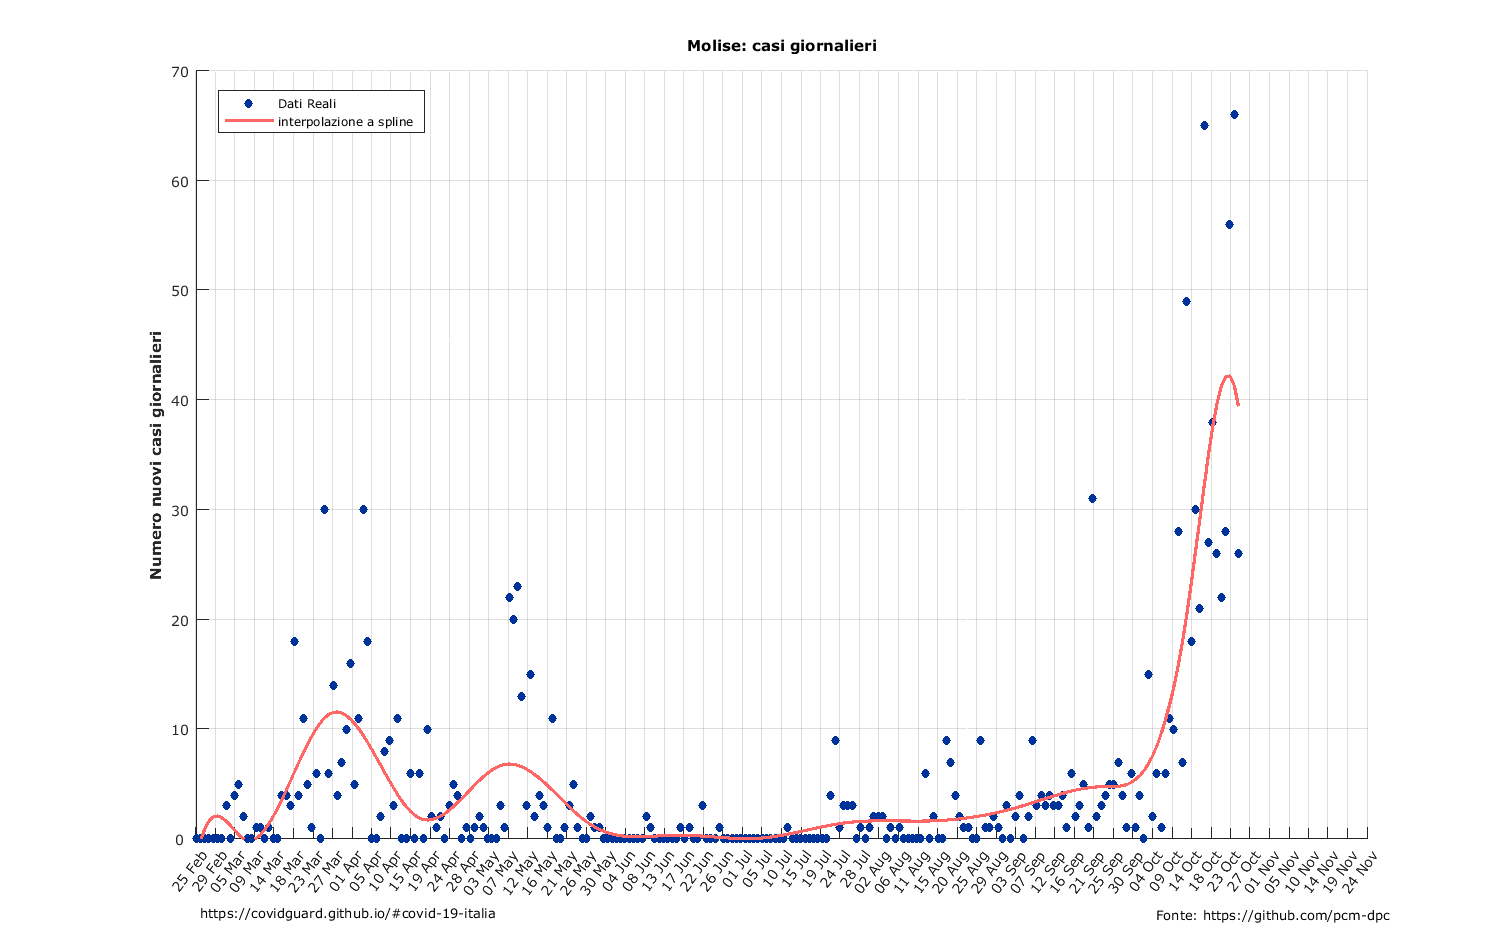 Molise: casi giornalieri
Dati Reali
interpolazione a spline
Numero nuovi casi giornalieri
70
60
50
40
30
20
10
0
25 Feb
29 Feb
05 Mar
09 Mar
14 Mar
18 Mar
23 Mar
27 Mar
01 Apr
05 Apr
10 Apr
15 Apr
19 Apr
24 Apr
28 Apr
03 May
07 May
12 May
16 May
21 May
26 May
30 May
04 Jun
08 Jun
13 Jun
17 Jun
22 Jun
26 Jun
01 Jul
05 Jul
10 Jul
15 Jul
19 Jul
24 Jul
28 Jul
02 Aug
06 Aug
11 Aug
15 Aug
20 Aug
25 Aug
29 Aug
03 Sep
07 Sep
12 Sep
16 Sep
21 Sep
25 Sep
30 Sep
04 Oct
09 Oct
14 Oct
18 Oct
23 Oct
27 Oct
01 Nov
05 Nov
10 Nov
14 Nov
19 Nov
24 Nov
https://covidguard.github.io/#covid-19-italia
Fonte: https://github.com/pcm-dpc